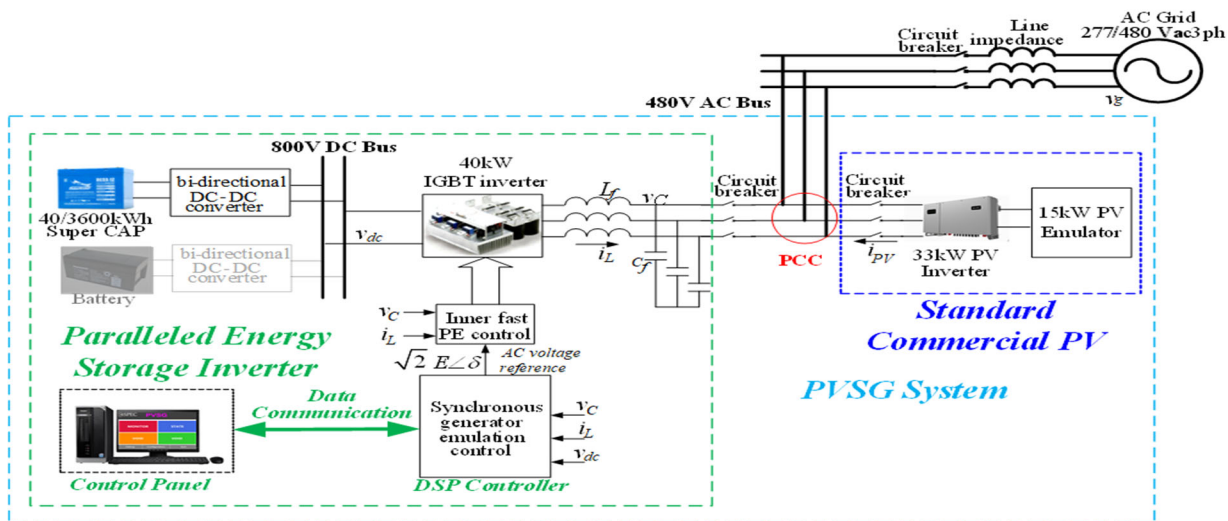 AC Grid
277/480 Vac3ph
Circuit
breaker
Line
impedance
vg
480V AC Bus
800V DC Bus
40kW
IGBT inverter
bi-directional
DC-DC
converter
40/3600kWh
Super CAP
bi-directional
DC-DC
converter
Battery
vdc
Lf
iL
vC
Cf
Circuit
breaker
PCC
Circuit
breaker
iPV
33kW PV
Inverter
15kW PV
Emulator
Standard
Commercial PV
PVSG System
Paralleled Energy
Storage Inverter
vC
iL
Inner fast
PE control
√2 E∠δ
AC voltage
reference
Data
Communication
Synchronous
generator
emulation
control
vC
iL
vdc
DSP Controller
PVSG
Control Panel